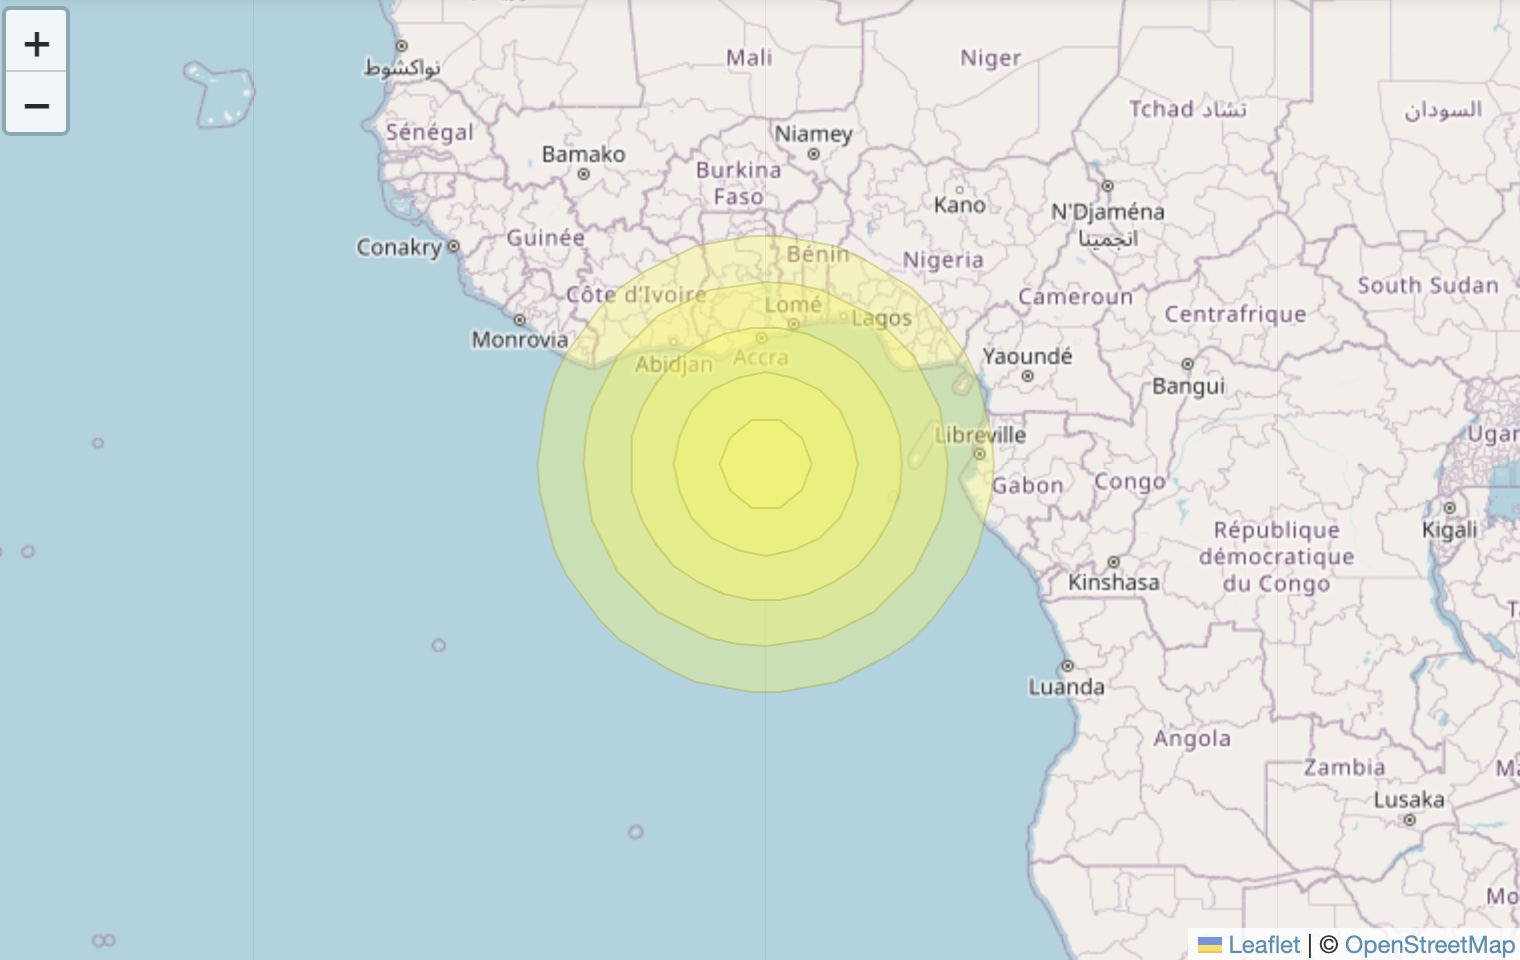 +
−
نواكشوط
Mali
Niger
Tchad تشاد
السودان
Sénégal
Niamey
Bamako
Burkina
Faso
Kano
N'Djaména
انجمينا
Conakry
Guinée
Bénin
Nigeria
South Sudan
Côte d'Ivoire
Lomé
Lagos
Cameroun
Centrafrique
Monrovia
Abidjan
Accra
Yaoundé
Bangui
Libreville
Ugar
Gabon
Congo
Kigali
République
démocratique
du Congo
Kinshasa
Luanda
Angola
Zambia
Lusaka
Mo
Leaflet | © OpenStreetMap